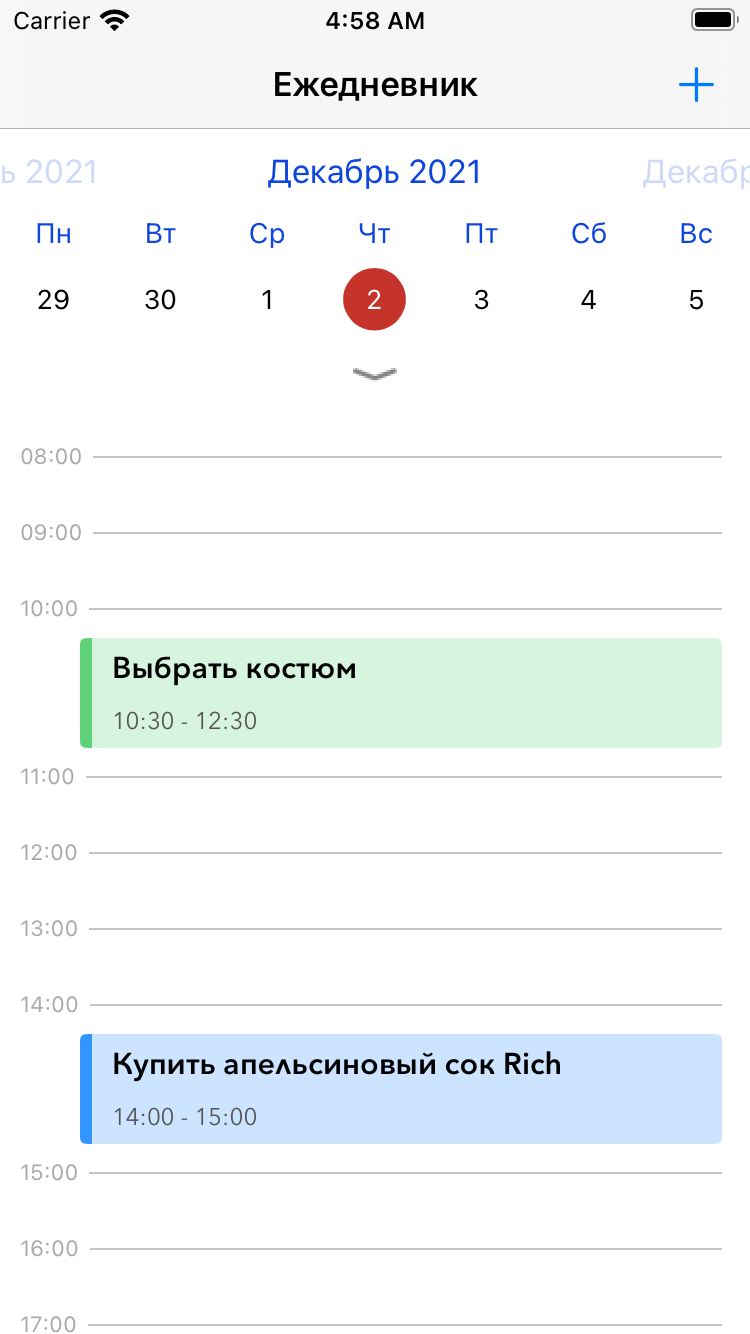 Carrier 4:58 AM
Ежедневник
ь 2021 Декабрь 2021 Декабр
Пн Вт Ср Чт Пт Сб Вс
29 30 1 2 3 4 5
08:00
09:00
10:00
Выбрать костюм
10:30 - 12:30
11:00
12:00
13:00
14:00
Купить апельсиновый сок Rich
14:00 - 15:00
15:00
16:00
17:00